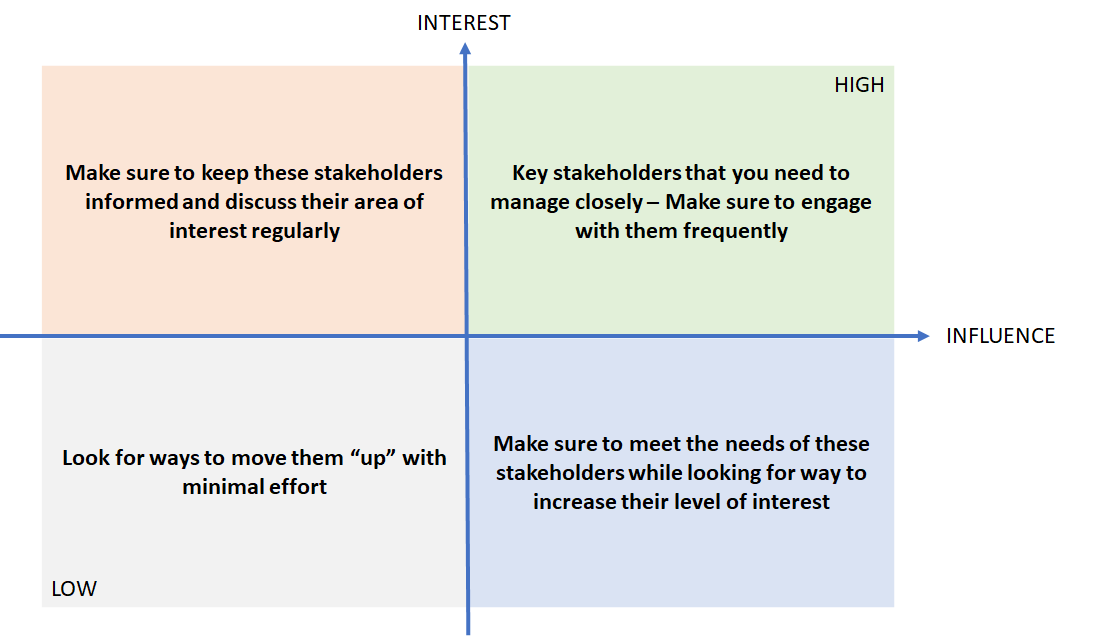 INTEREST
HIGH
Make sure to keep these stakeholders
informed and discuss their area of
interest regularly
Key stakeholders that you need to
manage closely – Make sure to engage
with them frequently
INFLUENCE
Look for ways to move them “up” with
minimal effort
Make sure to meet the needs of these
stakeholders while looking for way to
increase their level of interest
LOW